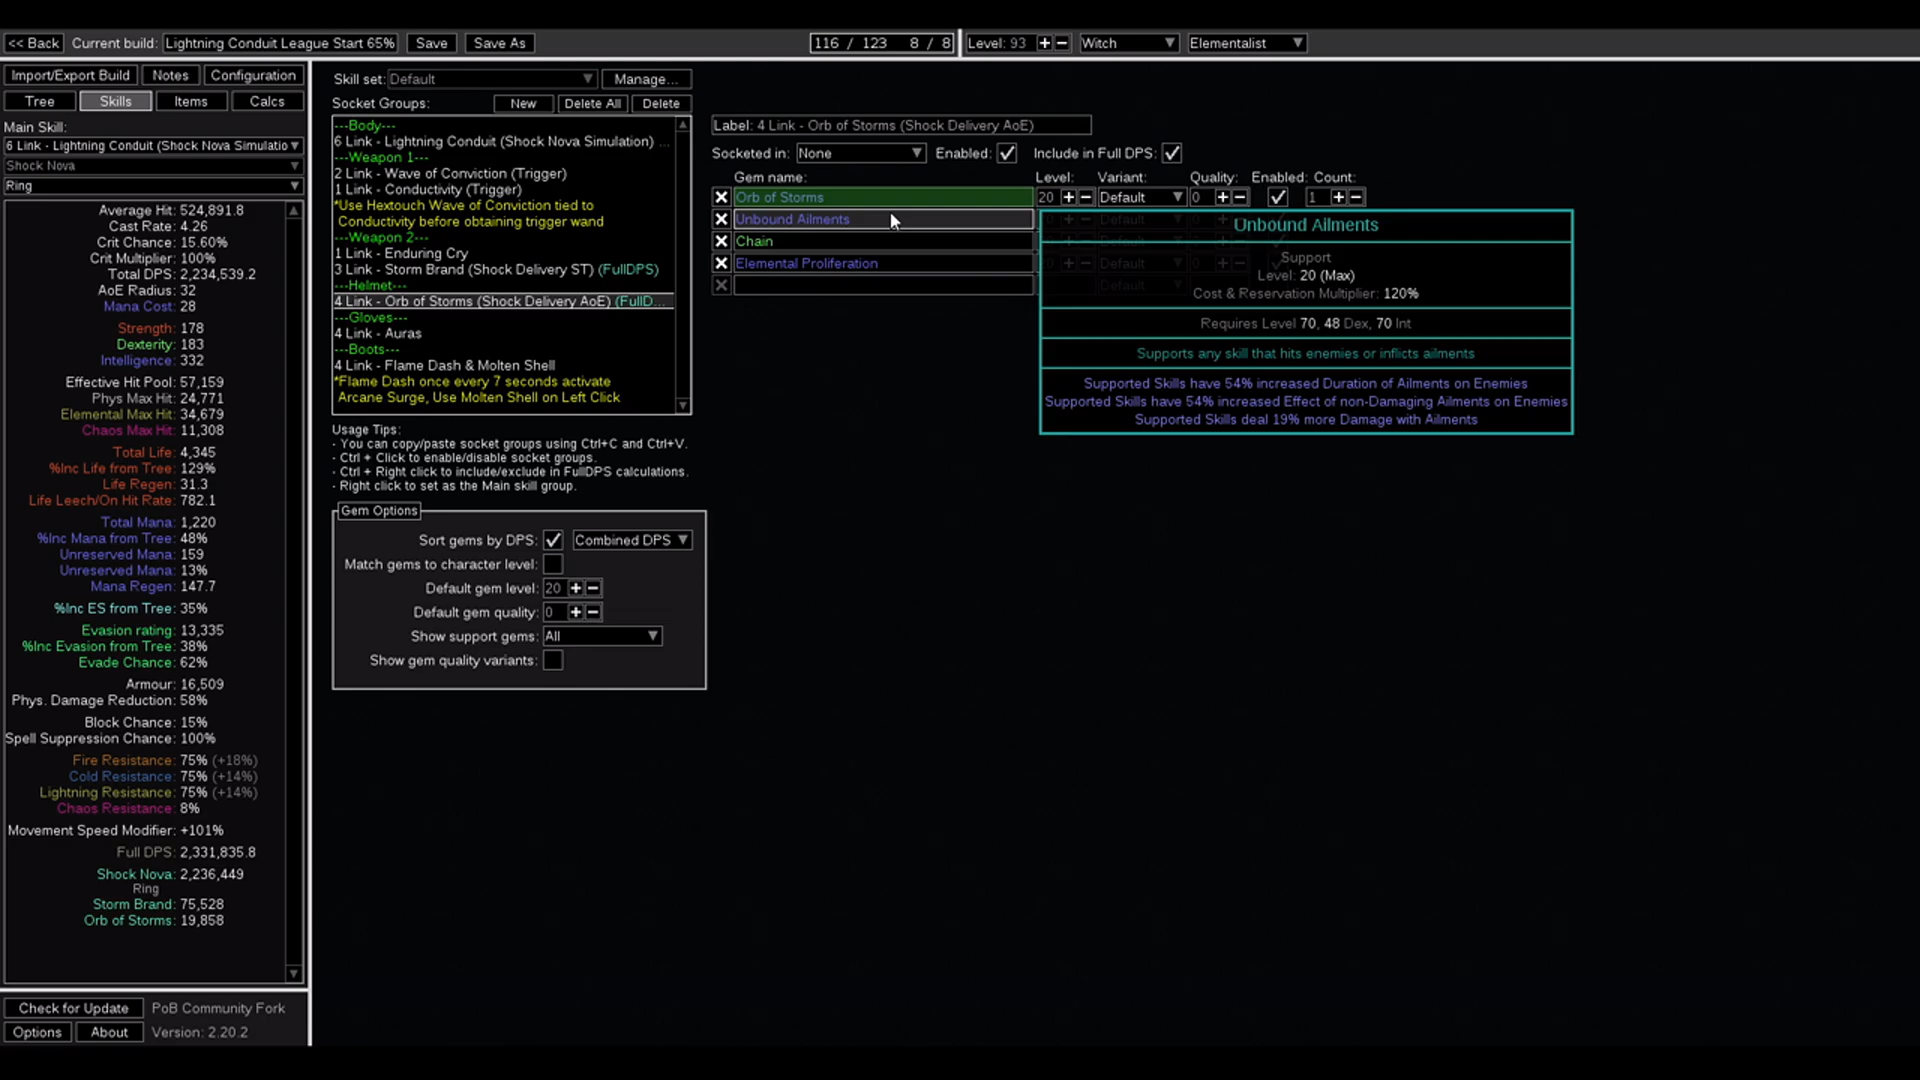 << Back
Current build:
Lightning Conduit League Start 65%
Save
Save As
116 / 123 8 / 8
Level: 93
Witch
Elementalist
Import/Export Build
Notes
Configuration
Tree
Skills
Items
Calcs
Main Skill:
6 Link - Lightning Conduit (Shock Nova Simulatio
Shock Nova
Ring
Average Hit: 524,891.8
Cast Rate: 4.26
Crit Chance: 15.60%
Crit Multiplier: 100%
Total DPS: 2,234,539.2
AoE Radius: 32
Mana Cost: 28
Strength: 178
Dexterity: 183
Intelligence: 332
Effective Hit Pool: 57,159
Phys Max Hit: 24,771
Elemental Max Hit: 34,679
Chaos Max Hit: 11,308
Total Life: 4,345
%Inc Life from Tree: 129%
Life Regen: 31.3
Life Leech/On Hit Rate: 782.1
Total Mana: 1,220
%Inc Mana from Tree: 48%
Unreserved Mana: 159
Unreserved Mana: 13%
Mana Regen: 147.7
%Inc ES from Tree: 35%
Evasion rating: 13,335
%Inc Evasion from Tree: 38%
Evade Chance: 62%
Armour: 16,509
Phys. Damage Reduction: 58%
Block Chance: 15%
Spell Suppression Chance: 100%
Fire Resistance: 75% (+18%)
Cold Resistance: 75% (+14%)
Lightning Resistance: 75% (+14%)
Chaos Resistance: 8%
Movement Speed Modifier: +101%
Full DPS: 2,331,835.8
Shock Nova: 2,236,449
Ring
Storm Brand: 75,528
Orb of Storms: 19,858
Check for Update
PoB Community Fork
Options
About
Version: 2.20.2
Skill set: Default
Manage...
Socket Groups:
New
Delete All
Delete
---Body---
6 Link - Lightning Conduit (Shock Nova Simulation) ...
---Weapon 1---
2 Link - Wave of Conviction (Trigger)
1 Link - Conductivity (Trigger)
*Use Hextouch Wave of Conviction tied to
Conductivity before obtaining trigger wand
---Weapon 2---
1 Link - Enduring Cry
3 Link - Storm Brand (Shock Delivery ST) (FullDPS)
---Helmet---
4 Link - Orb of Storms (Shock Delivery AoE) (FullD...
---Gloves---
4 Link - Auras
---Boots---
4 Link - Flame Dash & Molten Shell
*Flame Dash once every 7 seconds activate
Arcane Surge, Use Molten Shell on Left Click
Usage Tips:
- You can copy/paste socket groups using Ctrl+C and Ctrl+V.
- Ctrl + Click to enable/disable socket groups.
- Ctrl + Right click to include/exclude in FullDPS calculations.
- Right click to set as the Main skill group.
Gem Options
Sort gems by DPS:
Combined DPS
Match gems to character level:
Default gem level: 20
Default gem quality: 0
Show support gems: All
Show gem quality variants:
Label: 4 Link - Orb of Storms (Shock Delivery AoE)
Socketed in: None
Enabled:
Include in Full DPS:
Gem name:
Level:
Variant:
Quality:
Enabled:
Count:
Orb of Storms
20
Default
0
1
Unbound Ailments
Chain
Elemental Proliferation
Unbound Ailments
Support
Level: 20 (Max)
Cost & Reservation Multiplier: 120%
Requires Level 70, 48 Dex, 70 Int
Supports any skill that hits enemies or inflicts ailments
Supported Skills have 54% increased Duration of Ailments on Enemies
Supported Skills have 54% increased Effect of non-Damaging Ailments on Enemies
Supported Skills deal 19% more Damage with Ailments